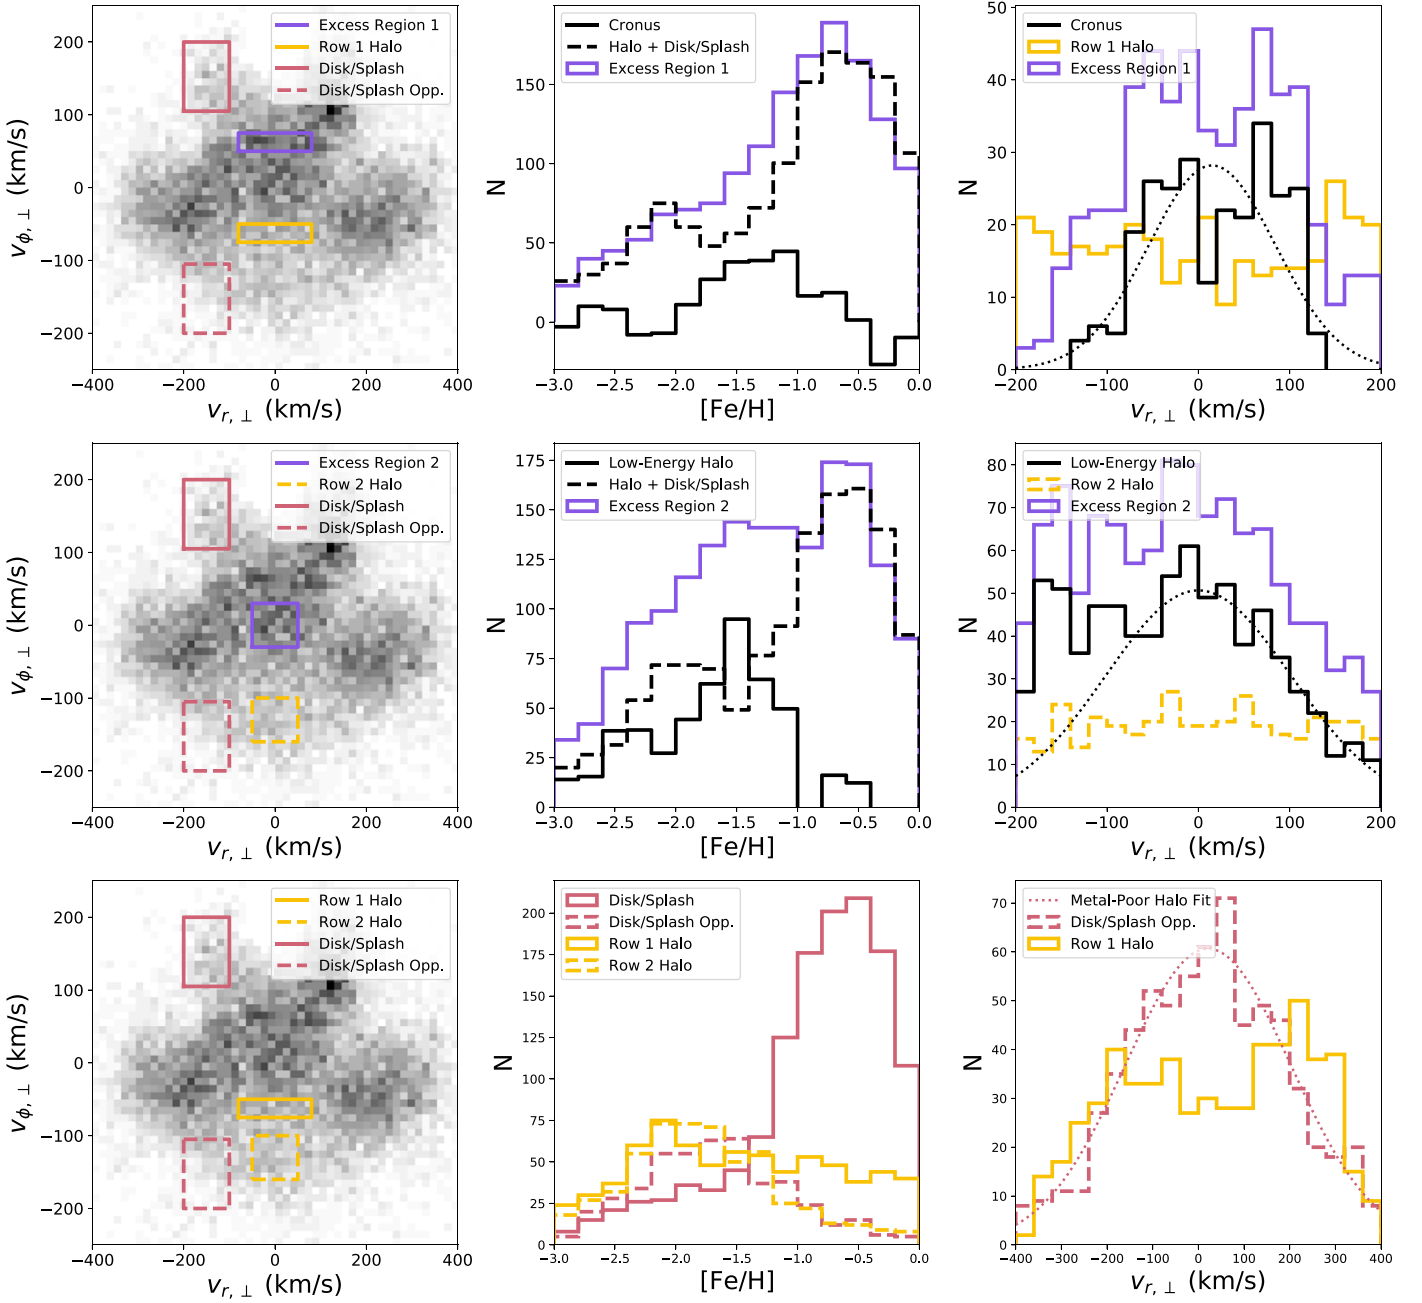 Excess Region 1
Row 1 Halo
Disk/Splash
Disk/Splash Opp.
200
100
0
−100
−200
−400
−200
0
200
400
vϕ,⊥ (km/s)
vr,⊥ (km/s)
Cronus
Halo + Disk/Splash
Excess Region 1
150
100
50
0
−3.0
−2.5
−2.0
−1.5
−1.0
−0.5
0.0
N
[Fe/H]
Cronus
Row 1 Halo
Excess Region 1
50
40
30
20
10
0
−200
−100
0
100
200
N
vr,⊥ (km/s)
Excess Region 2
Row 2 Halo
Disk/Splash
Disk/Splash Opp.
200
100
0
−100
−200
−400
−200
0
200
400
vϕ,⊥ (km/s)
vr,⊥ (km/s)
Low-Energy Halo
Halo + Disk/Splash
Excess Region 2
175
150
125
100
75
50
25
0
−3.0
−2.5
−2.0
−1.5
−1.0
−0.5
0.0
N
[Fe/H]
Low-Energy Halo
Row 2 Halo
Excess Region 2
80
70
60
50
40
30
20
10
0
−200
−100
0
100
200
N
vr,⊥ (km/s)
Row 1 Halo
Row 2 Halo
Disk/Splash
Disk/Splash Opp.
200
100
0
−100
−200
−400
−200
0
200
400
vϕ,⊥ (km/s)
vr,⊥ (km/s)
Disk/Splash
Disk/Splash Opp.
Row 1 Halo
Row 2 Halo
200
175
150
125
100
75
50
25
0
−3.0
−2.5
−2.0
−1.5
−1.0
−0.5
0.0
N
[Fe/H]
Metal-Poor Halo Fit
Disk/Splash Opp.
Row 1 Halo
70
60
50
40
30
20
10
0
−400
−300
−200
−100
0
100
200
300
400
N
vr,⊥ (km/s)